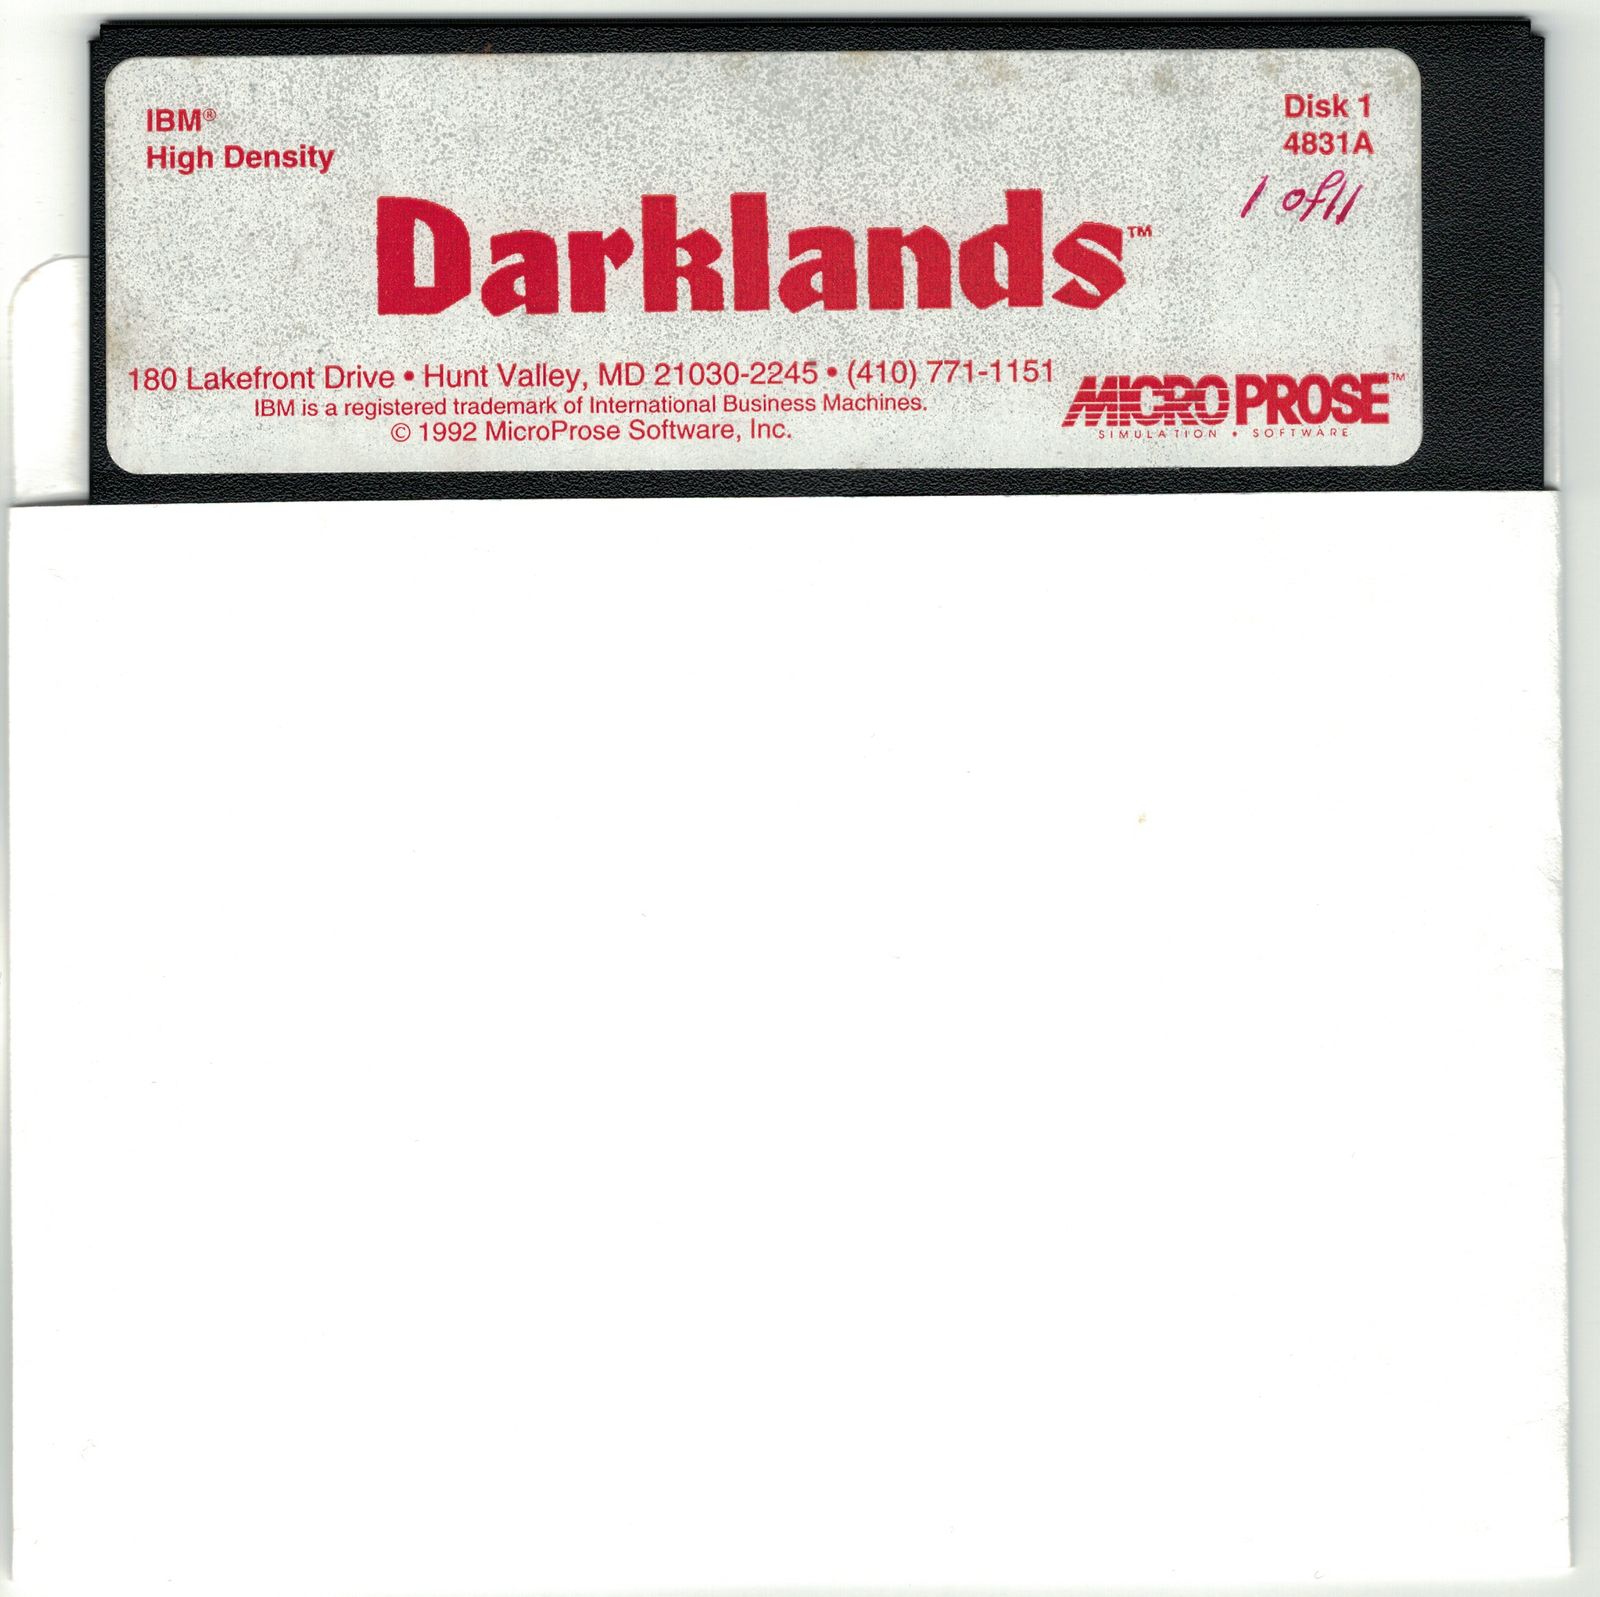 IBM®
High Density
Disk 1
4831A
1 of 11
Darklands™
180 Lakefront Drive • Hunt Valley, MD 21030-2245 • (410) 771-1151
IBM is a registered trademark of International Business Machines.
© 1992 MicroProse Software, Inc.
MICROPROSE™
SIMULATION • SOFTWARE